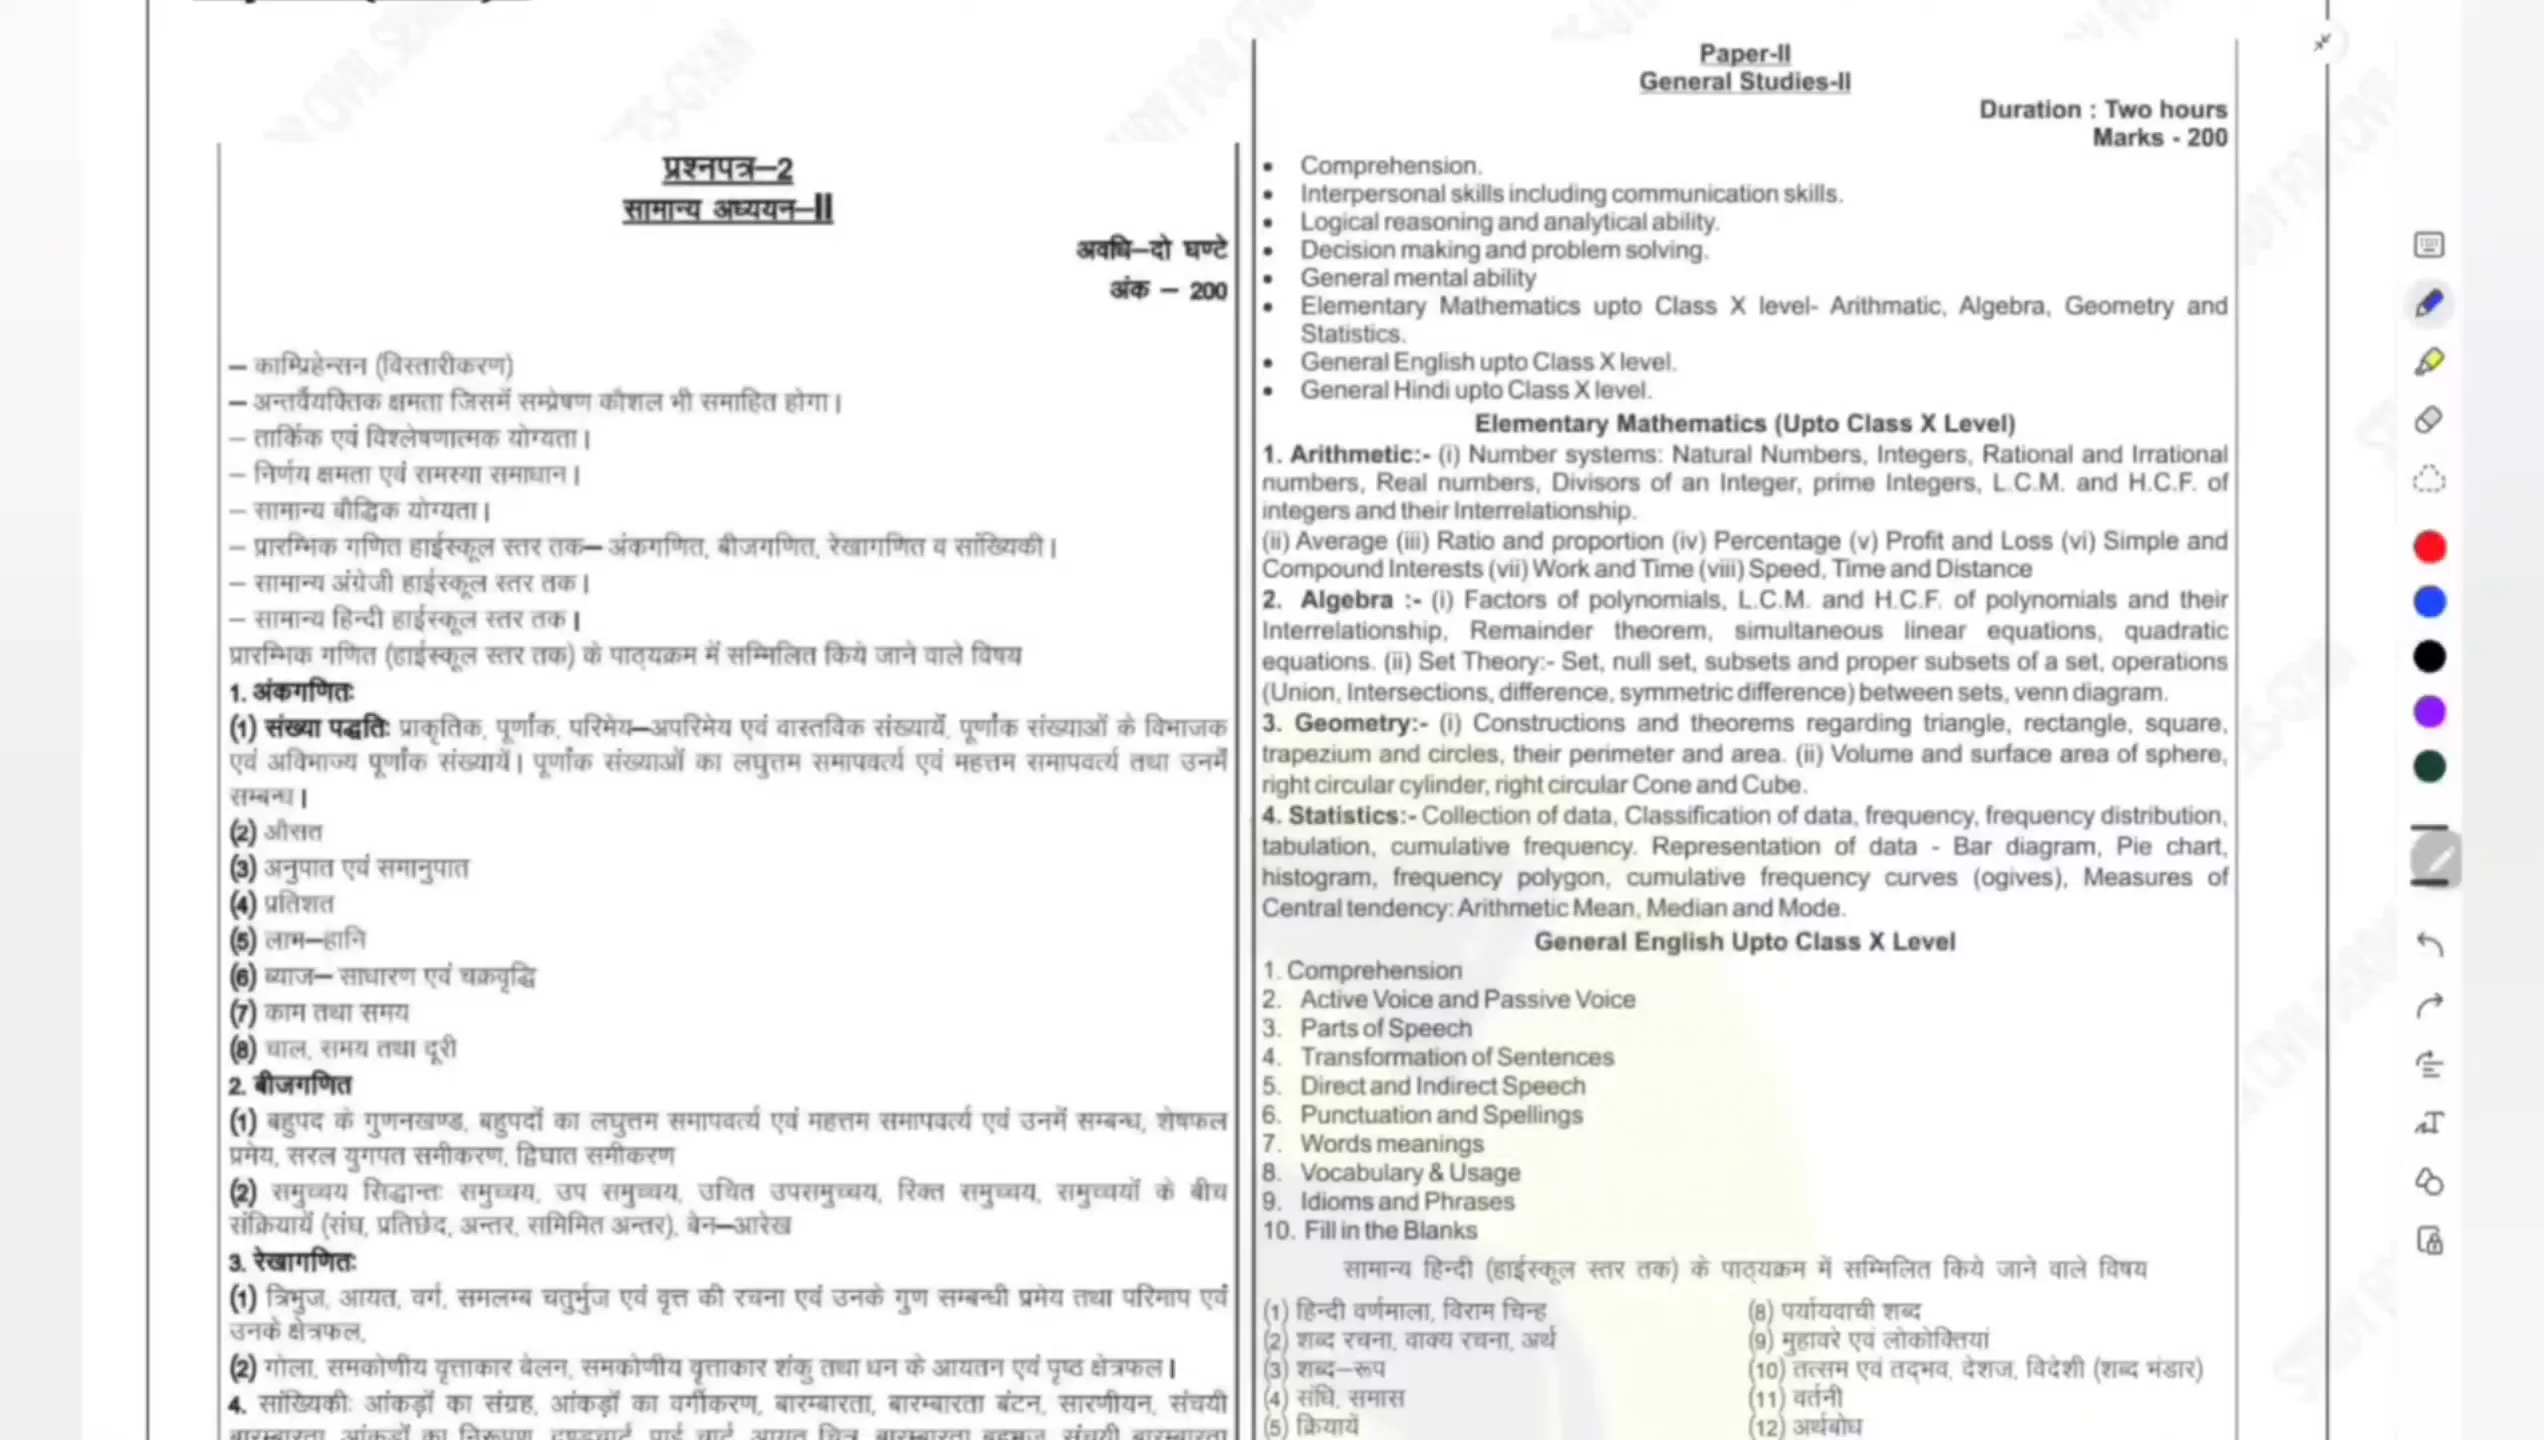 प्रश्नपत्र–2
सामान्य अध्ययन–II
अवधि–दो घण्टे
अंक – 200
– काम्प्रिहेन्सन (विस्तारीकरण)
– अन्तर्वैयक्तिक क्षमता जिसमें सम्प्रेषण कौशल भी समाहित होगा।
– तार्किक एवं विश्लेषणात्मक योग्यता।
– निर्णय क्षमता एवं समस्या समाधान।
– सामान्य बौद्धिक योग्यता।
– प्रारम्भिक गणित हाईस्कूल स्तर तक– अंकगणित, बीजगणित, रेखागणित व सांख्यिकी।
– सामान्य अंग्रेजी हाईस्कूल स्तर तक।
– सामान्य हिन्दी हाईस्कूल स्तर तक।
प्रारम्भिक गणित (हाईस्कूल स्तर तक) के पाठ्यक्रम में सम्मिलित किये जाने वाले विषय
1. अंकगणितः
(1) संख्या पद्धतिः प्राकृतिक, पूर्णांक, परिमेय–अपरिमेय एवं वास्तविक संख्यायें, पूर्णांक संख्याओं के विभाजक
एवं अविभाज्य पूर्णांक संख्यायें। पूर्णांक संख्याओं का लघुत्तम समापवर्त्य एवं महत्तम समापवर्त्य तथा उनमें
सम्बन्ध।
(2) औसत
(3) अनुपात एवं समानुपात
(4) प्रतिशत
(5) लाभ–हानि
(6) ब्याज– साधारण एवं चक्रवृद्धि
(7) काम तथा समय
(8) चाल, समय तथा दूरी
2. बीजगणित
(1) बहुपद के गुणनखण्ड, बहुपदों का लघुत्तम समापवर्त्य एवं महत्तम समापवर्त्य एवं उनमें सम्बन्ध, शेषफल
प्रमेय, सरल युगपत समीकरण, द्विघात समीकरण
(2) समुच्चय सिद्धान्तः समुच्चय, उप समुच्चय, उचित उपसमुच्चय, रिक्त समुच्चय, समुच्चयों के बीच
संक्रियायें (संघ, प्रतिछेद, अन्तर, समिमित अन्तर), बेन–आरेख
3. रेखागणितः
(1) त्रिभुज, आयत, वर्ग, समलम्ब चतुर्भुज एवं वृत्त की रचना एवं उनके गुण सम्बन्धी प्रमेय तथा परिमाप एवं
उनके क्षेत्रफल,
(2) गोला, समकोणीय वृत्ताकार बेलन, समकोणीय वृत्ताकार शंकु तथा धन के आयतन एवं पृष्ठ क्षेत्रफल।
4. सांख्यिकीः आंकड़ों का संग्रह, आंकड़ों का वर्गीकरण, बारम्बारता, बारम्बारता बंटन, सारणीयन, संचयी
Paper-II
General Studies-II
Duration : Two hours
Marks - 200
• Comprehension.
• Interpersonal skills including communication skills.
• Logical reasoning and analytical ability.
• Decision making and problem solving.
• General mental ability
• Elementary Mathematics upto Class X level- Arithmatic, Algebra, Geometry and
Statistics.
• General English upto Class X level.
• General Hindi upto Class X level.
Elementary Mathematics (Upto Class X Level)
1. Arithmetic:- (i) Number systems: Natural Numbers, Integers, Rational and Irrational
numbers, Real numbers, Divisors of an Integer, prime Integers, L.C.M. and H.C.F. of
integers and their Interrelationship.
(ii) Average (iii) Ratio and proportion (iv) Percentage (v) Profit and Loss (vi) Simple and
Compound Interests (vii) Work and Time (viii) Speed, Time and Distance
2. Algebra :- (i) Factors of polynomials, L.C.M. and H.C.F. of polynomials and their
Interrelationship, Remainder theorem, simultaneous linear equations, quadratic
equations. (ii) Set Theory:- Set, null set, subsets and proper subsets of a set, operations
(Union, Intersections, difference, symmetric difference) between sets, venn diagram.
3. Geometry:- (i) Constructions and theorems regarding triangle, rectangle, square,
trapezium and circles, their perimeter and area. (ii) Volume and surface area of sphere,
right circular cylinder, right circular Cone and Cube.
4. Statistics:- Collection of data, Classification of data, frequency, frequency distribution,
tabulation, cumulative frequency. Representation of data - Bar diagram, Pie chart,
histogram, frequency polygon, cumulative frequency curves (ogives), Measures of
Central tendency: Arithmetic Mean, Median and Mode.
General English Upto Class X Level
1. Comprehension
2. Active Voice and Passive Voice
3. Parts of Speech
4. Transformation of Sentences
5. Direct and Indirect Speech
6. Punctuation and Spellings
7. Words meanings
8. Vocabulary & Usage
9. Idioms and Phrases
10. Fill in the Blanks
सामान्य हिन्दी (हाईस्कूल स्तर तक) के पाठ्यक्रम में सम्मिलित किये जाने वाले विषय
(1) हिन्दी वर्णमाला, विराम चिन्ह
(2) शब्द रचना, वाक्य रचना, अर्थ
(3) शब्द–रूप
(4) संधि, समास
(5) क्रियायें
(8) पर्यायवाची शब्द
(9) मुहावरे एवं लोकोक्तियां
(10) तत्सम एवं तद्भव, देशज, विदेशी (शब्द भंडार)
(11) वर्तनी
(12) अर्थबोध